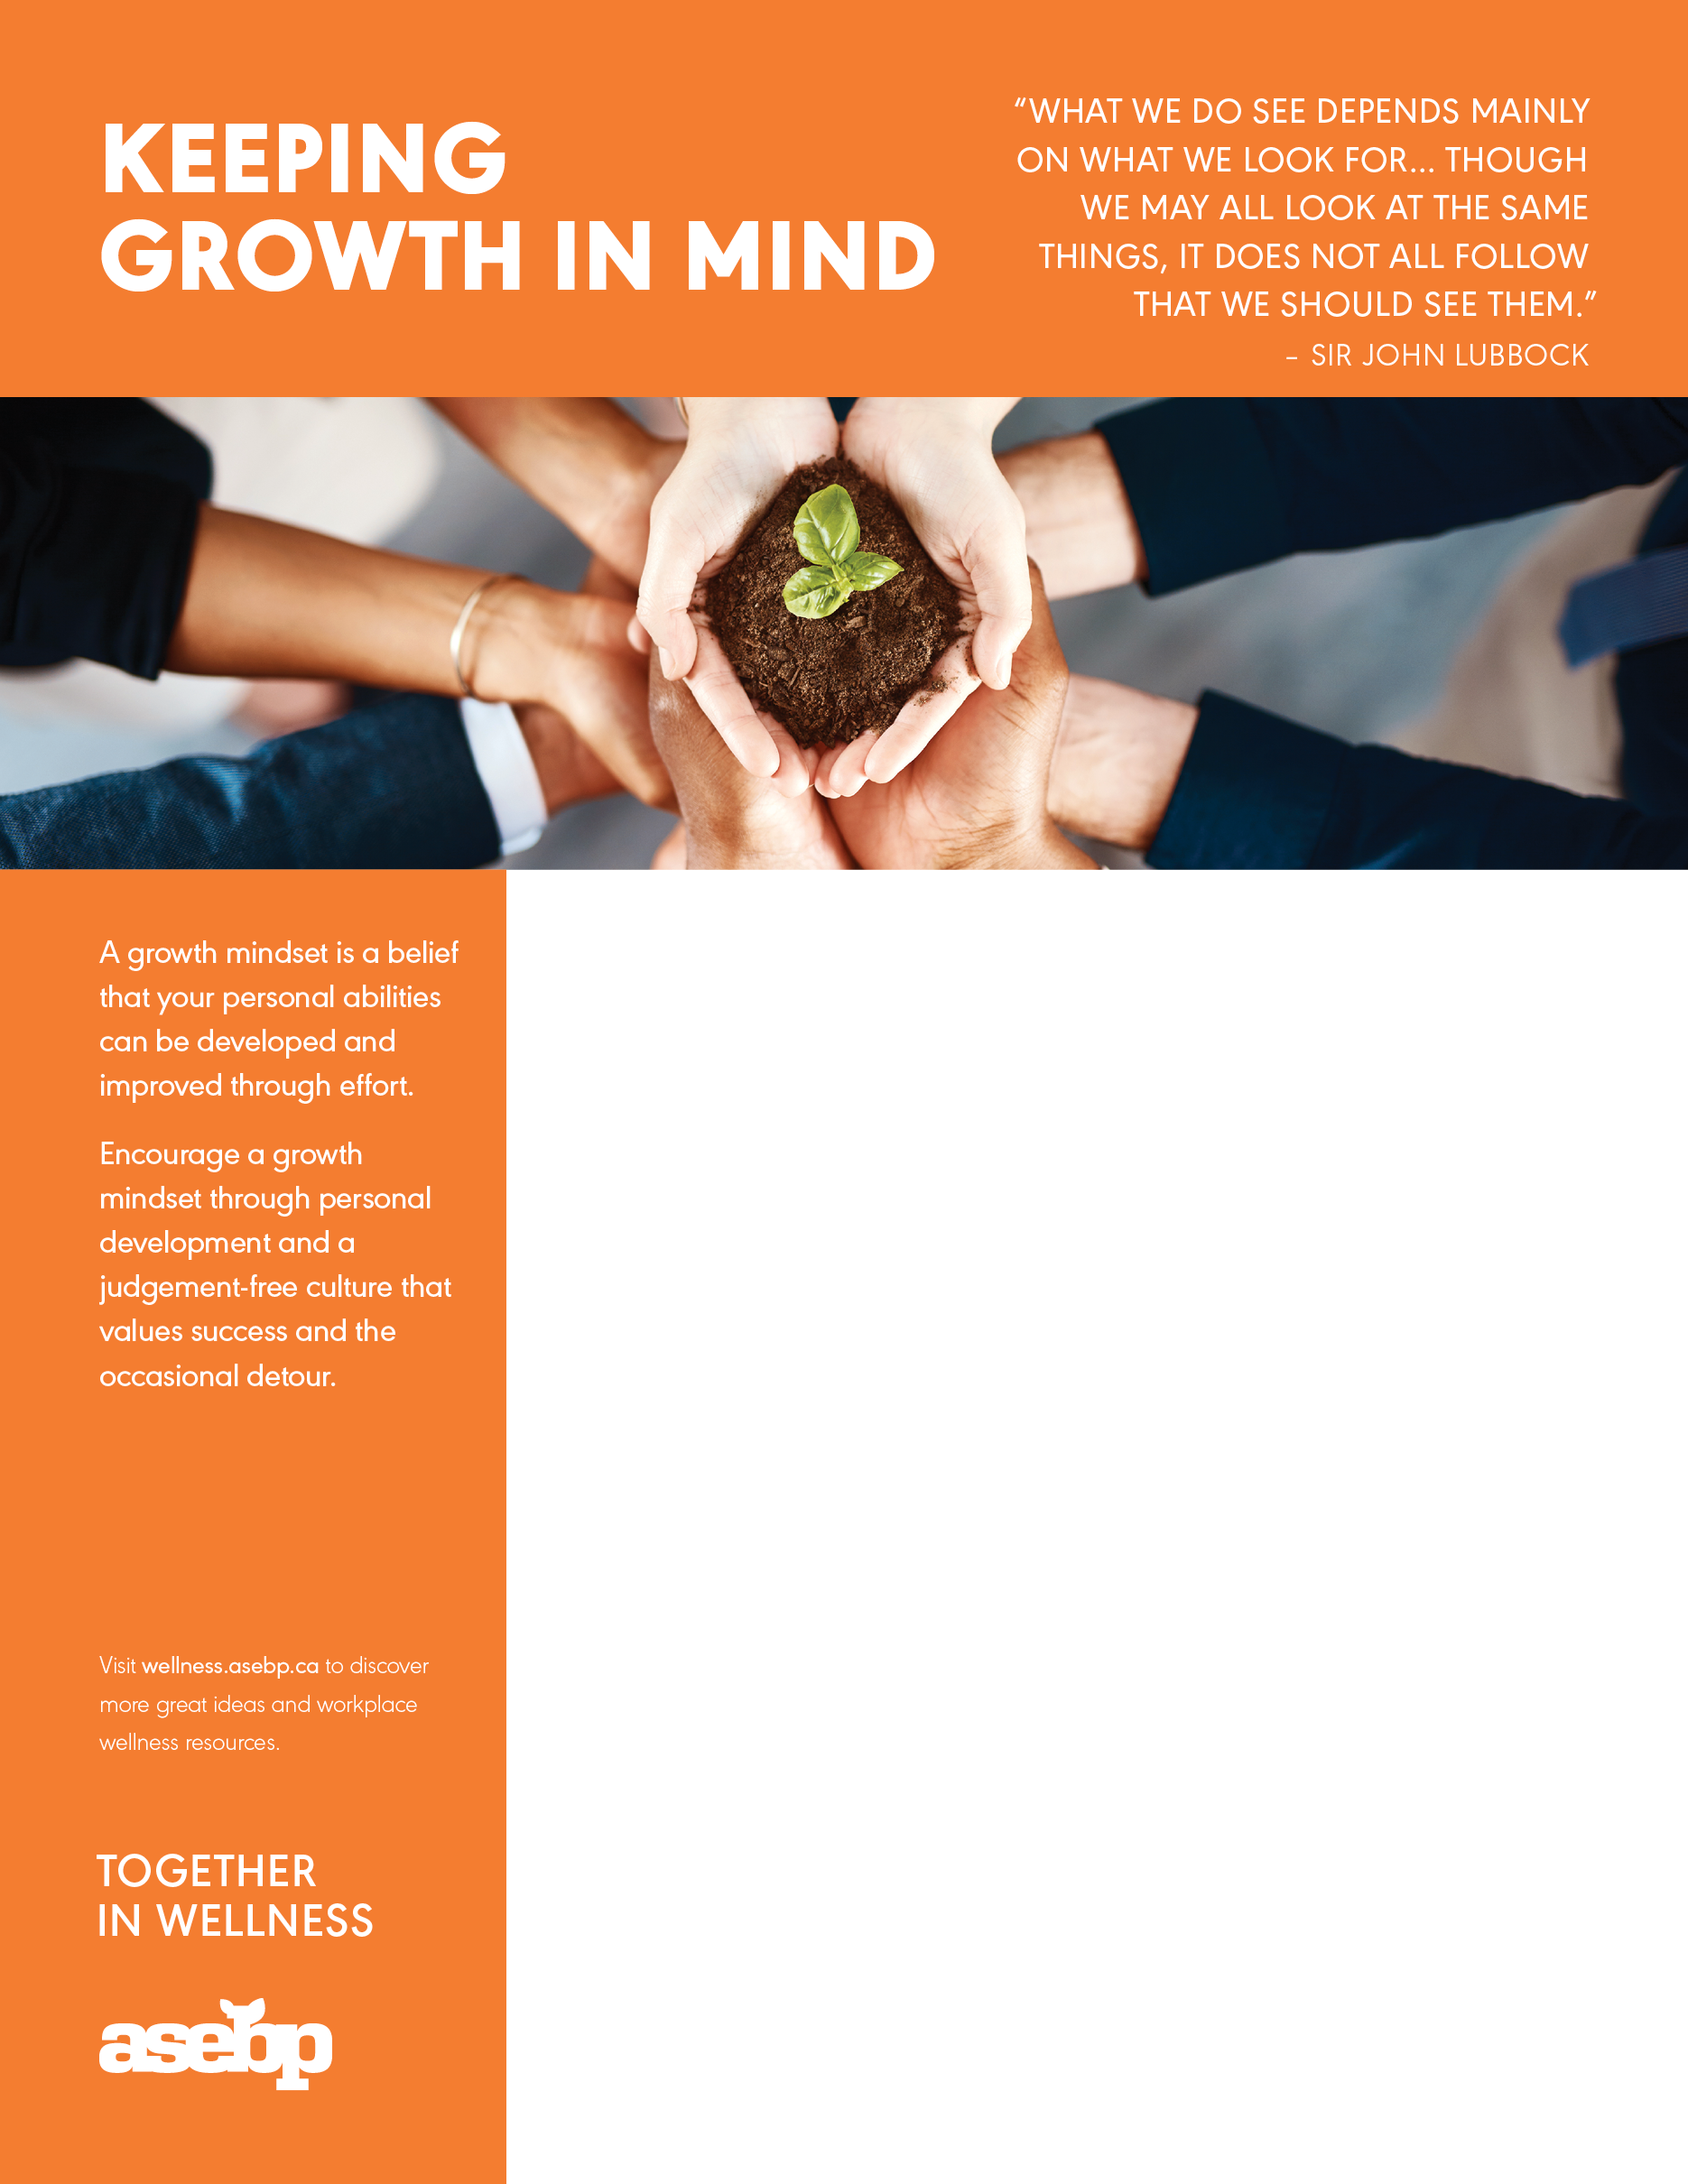 KEEPING
GROWTH IN MIND
“WHAT WE DO SEE DEPENDS MAINLY
ON WHAT WE LOOK FOR... THOUGH
WE MAY ALL LOOK AT THE SAME
THINGS, IT DOES NOT ALL FOLLOW
THAT WE SHOULD SEE THEM.”
– SIR JOHN LUBBOCK
A growth mindset is a belief
that your personal abilities
can be developed and
improved through effort.
Encourage a growth
mindset through personal
development and a
judgement-free culture that
values success and the
occasional detour.
Visit wellness.asebp.ca to discover
more great ideas and workplace
wellness resources.
TOGETHER
IN WELLNESS
asebp